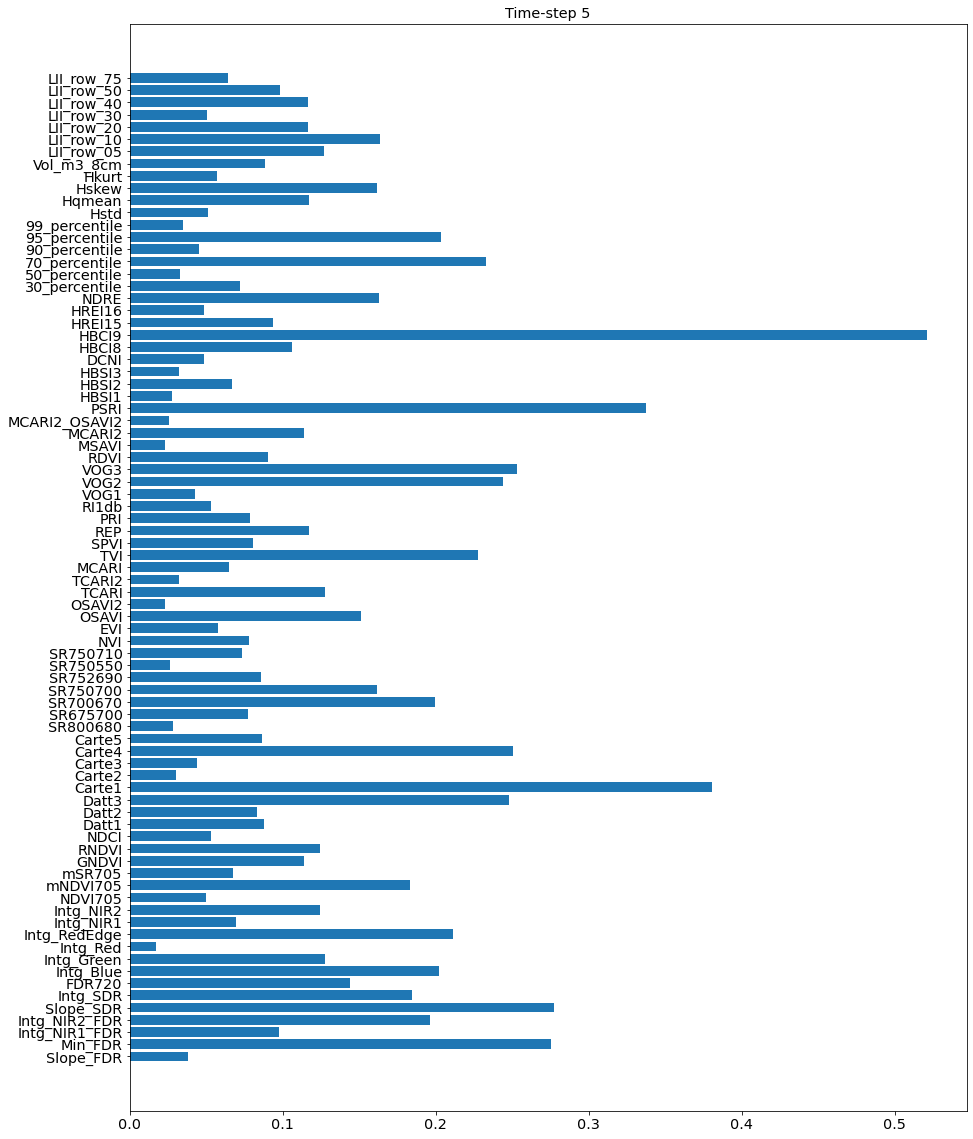 Time-step 5
LII_row_75
LII_row_50
LII_row_40
LII_row_30
LII_row_20
LII_row_10
LII_row_05
Vol_m3_8cm
Hkurt
Hskew
Hqmean
Hstd
99_percentile
95_percentile
90_percentile
70_percentile
50_percentile
30_percentile
NDRE
HREI16
HREI15
HBCI9
HBCI8
DCNI
HBSI3
HBSI2
HBSI1
PSRI
MCARI2_OSAVI2
MCARI2
MSAVI
RDVI
VOG3
VOG2
VOG1
RI1db
PRI
REP
SPVI
TVI
MCARI
TCARI2
TCARI
OSAVI2
OSAVI
EVI
NVI
SR750710
SR750550
SR752690
SR750700
SR700670
SR675700
SR800680
Carte5
Carte4
Carte3
Carte2
Carte1
Datt3
Datt2
Datt1
NDCI
RNDVI
GNDVI
mSR705
mNDVI705
NDVI705
Intg_NIR2
Intg_NIR1
Intg_RedEdge
Intg_Red
Intg_Green
Intg_Blue
FDR720
Intg_SDR
Slope_SDR
Intg_NIR2_FDR
Intg_NIR1_FDR
Min_FDR
Slope_FDR
0.0 0.1 0.2 0.3 0.4 0.5